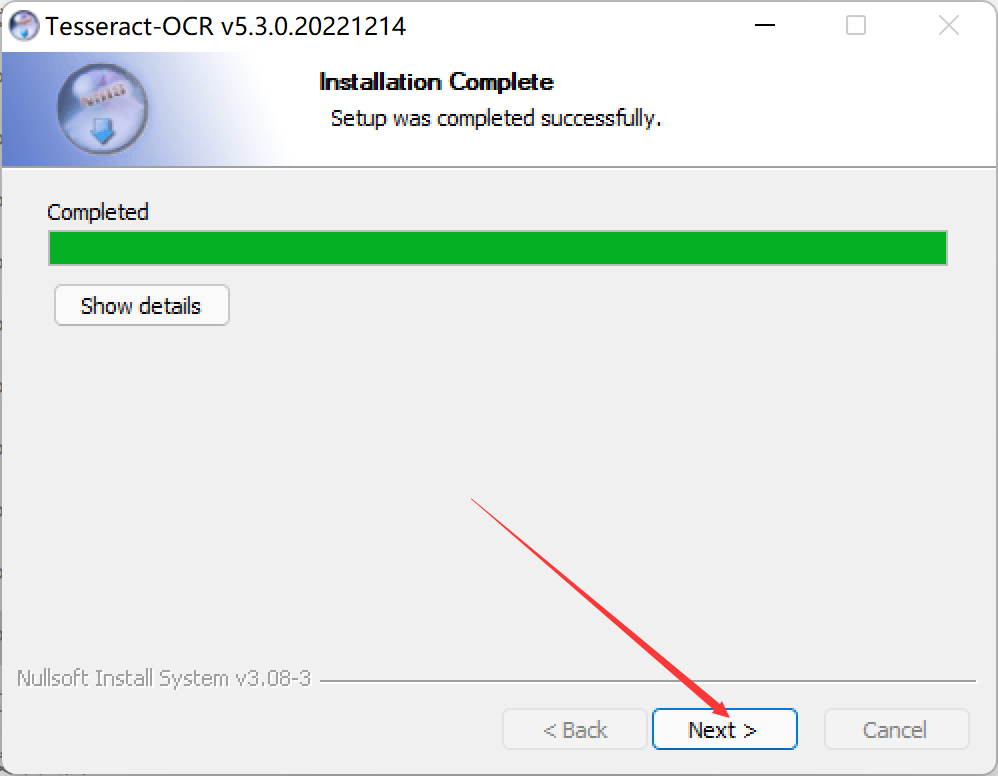 Tesseract-OCR v5.3.0.20221214
Installation Complete
Setup was completed successfully.
Completed
Show details
Nullsoft Install System v3.08-3
< Back
Next >
Cancel